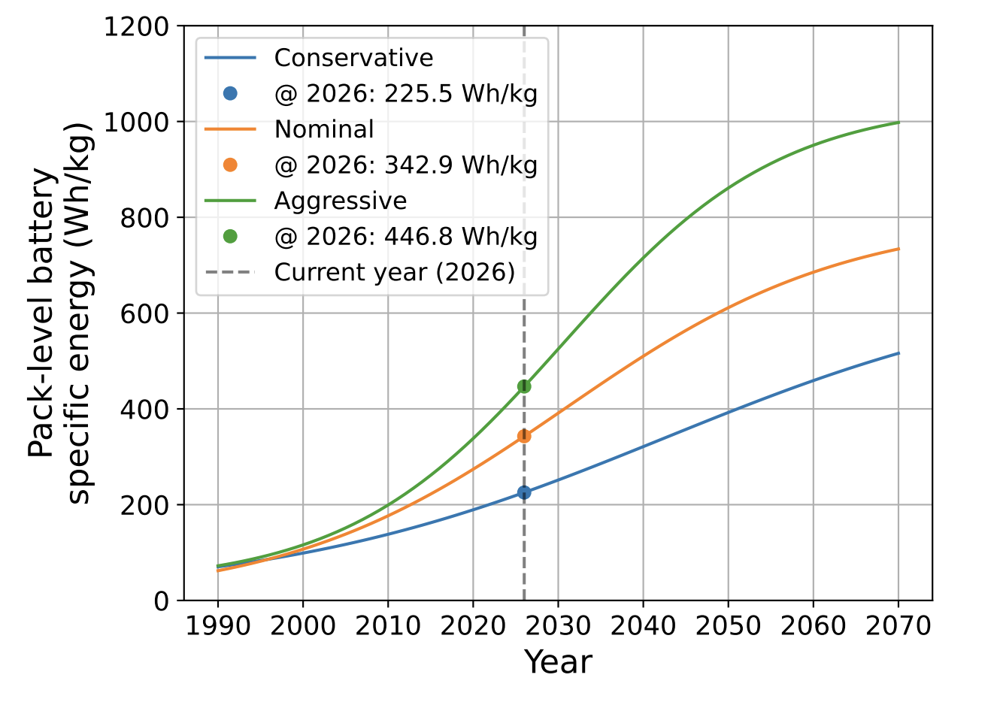 1200
1000
800
600
400
200
0
Pack-level battery
specific energy (Wh/kg)
Conservative
@ 2026: 225.5 Wh/kg
Nominal
@ 2026: 342.9 Wh/kg
Aggressive
@ 2026: 446.8 Wh/kg
Current year (2026)
1990 2000 2010 2020 2030 2040 2050 2060 2070
Year